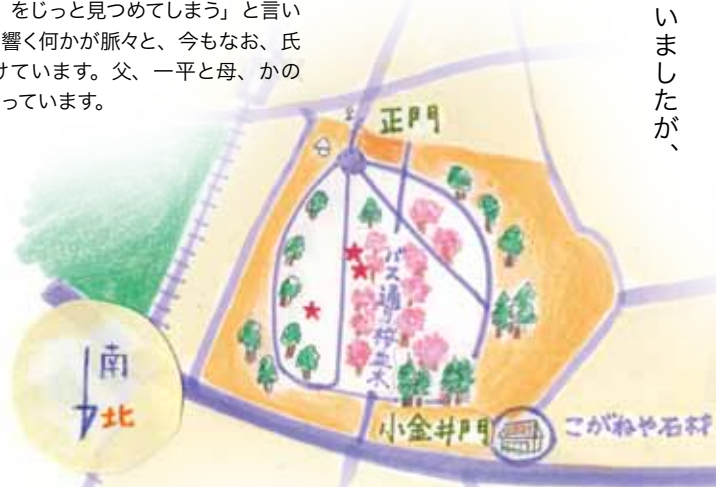 をじっと見つめてしまう」と言い
響く何かが脈々と、今もなお、氏
けています。父、一平と母、かの
っています。
いましたが、
正門
バス通り桜並木
南
北
小金井門
こがねや石材